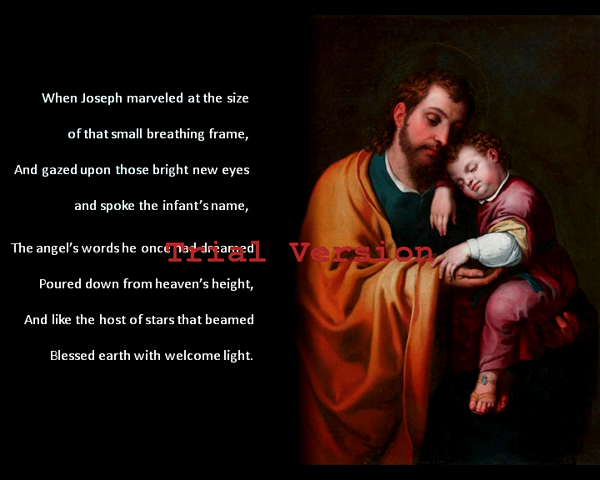 When Joseph marveled at the size
of that small breathing frame,
And gazed upon those bright new eyes
and spoke the infant's name,
The angel's words he once had dreamed
Trial Version
Poured down from heaven's height,
And like the host of stars that beamed
Blessed earth with welcome light.